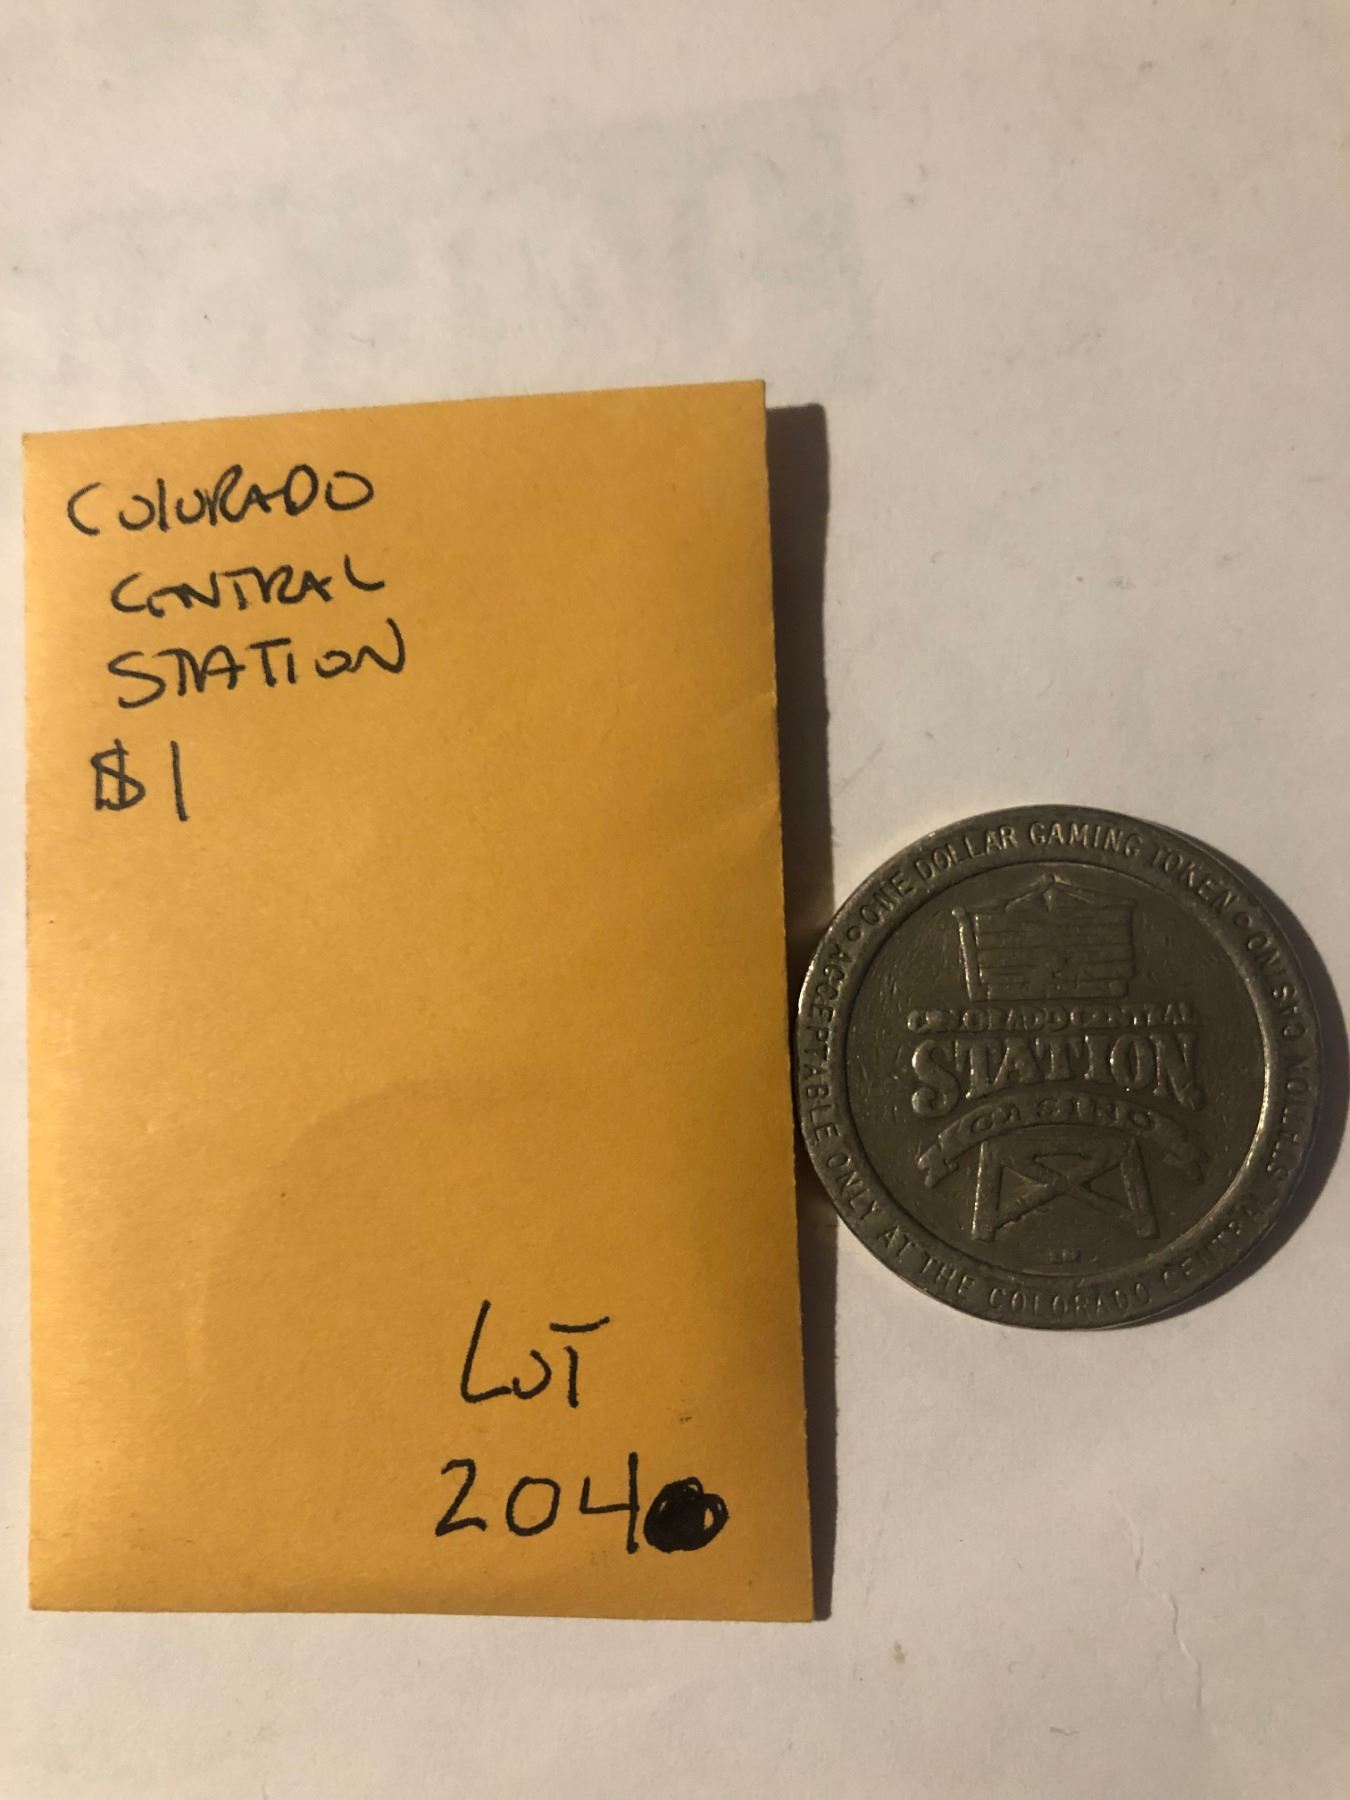 COLORADO
CENTRAL
STATION
$1
LOT
204
• ONE DOLLAR GAMING TOKEN •
ACCEPTABLE ONLY AT THE COLORADO CENTRAL STATION CASINO
COLORADO CENTRAL
STATION
CASINO